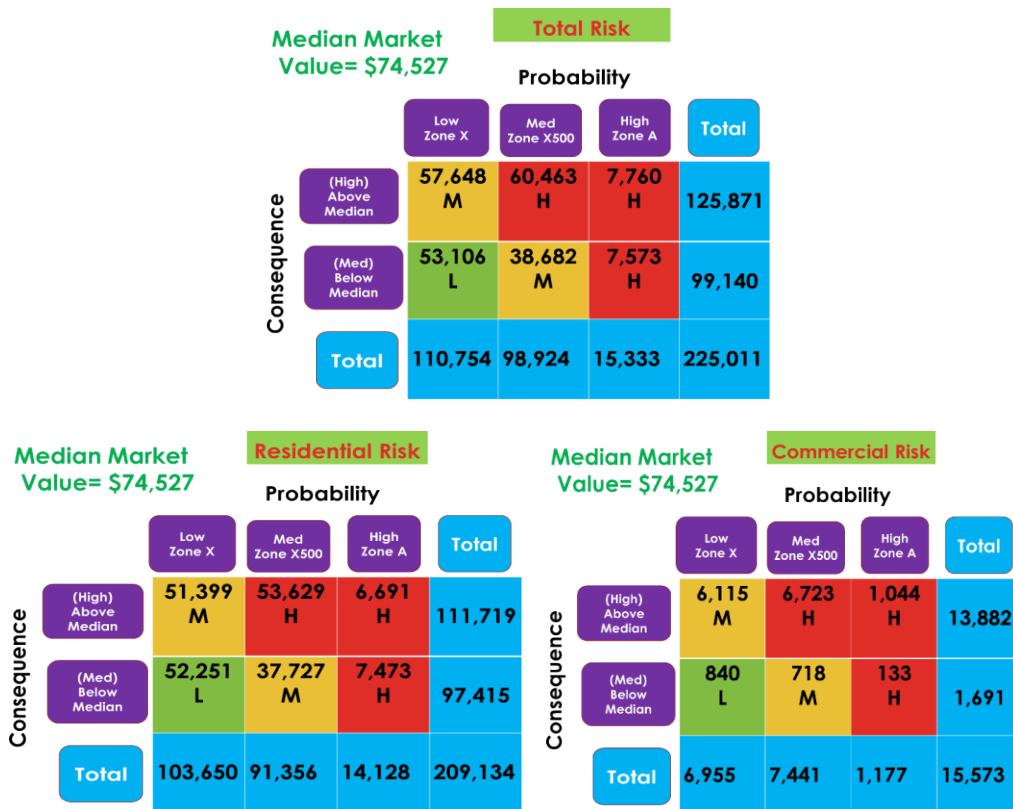 Total Risk
Median Market
Value= $74,527
Probability
Low
Zone X
Med
Zone X500
High
Zone A
Total
Consequence
(High)
Above
Median
57,648
M
60,463
H
7,760
H
125,871
(Med)
Below
Median
53,106
L
38,682
M
7,573
H
99,140
Total
110,754
98,924
15,333
225,011
Residential Risk
Median Market
Value= $74,527
Probability
Low
Zone X
Med
Zone X500
High
Zone A
Total
Consequence
(High)
Above
Median
51,399
M
53,629
H
6,691
H
111,719
(Med)
Below
Median
52,251
L
37,727
M
7,473
H
97,415
Total
103,650
91,356
14,128
209,134
Commercial Risk
Median Market
Value= $74,527
Probability
Low
Zone X
Med
Zone X500
High
Zone A
Total
Consequence
(High)
Above
Median
6,115
M
6,723
H
1,044
H
13,882
(Med)
Below
Median
840
L
718
M
133
H
1,691
Total
6,955
7,441
1,177
15,573